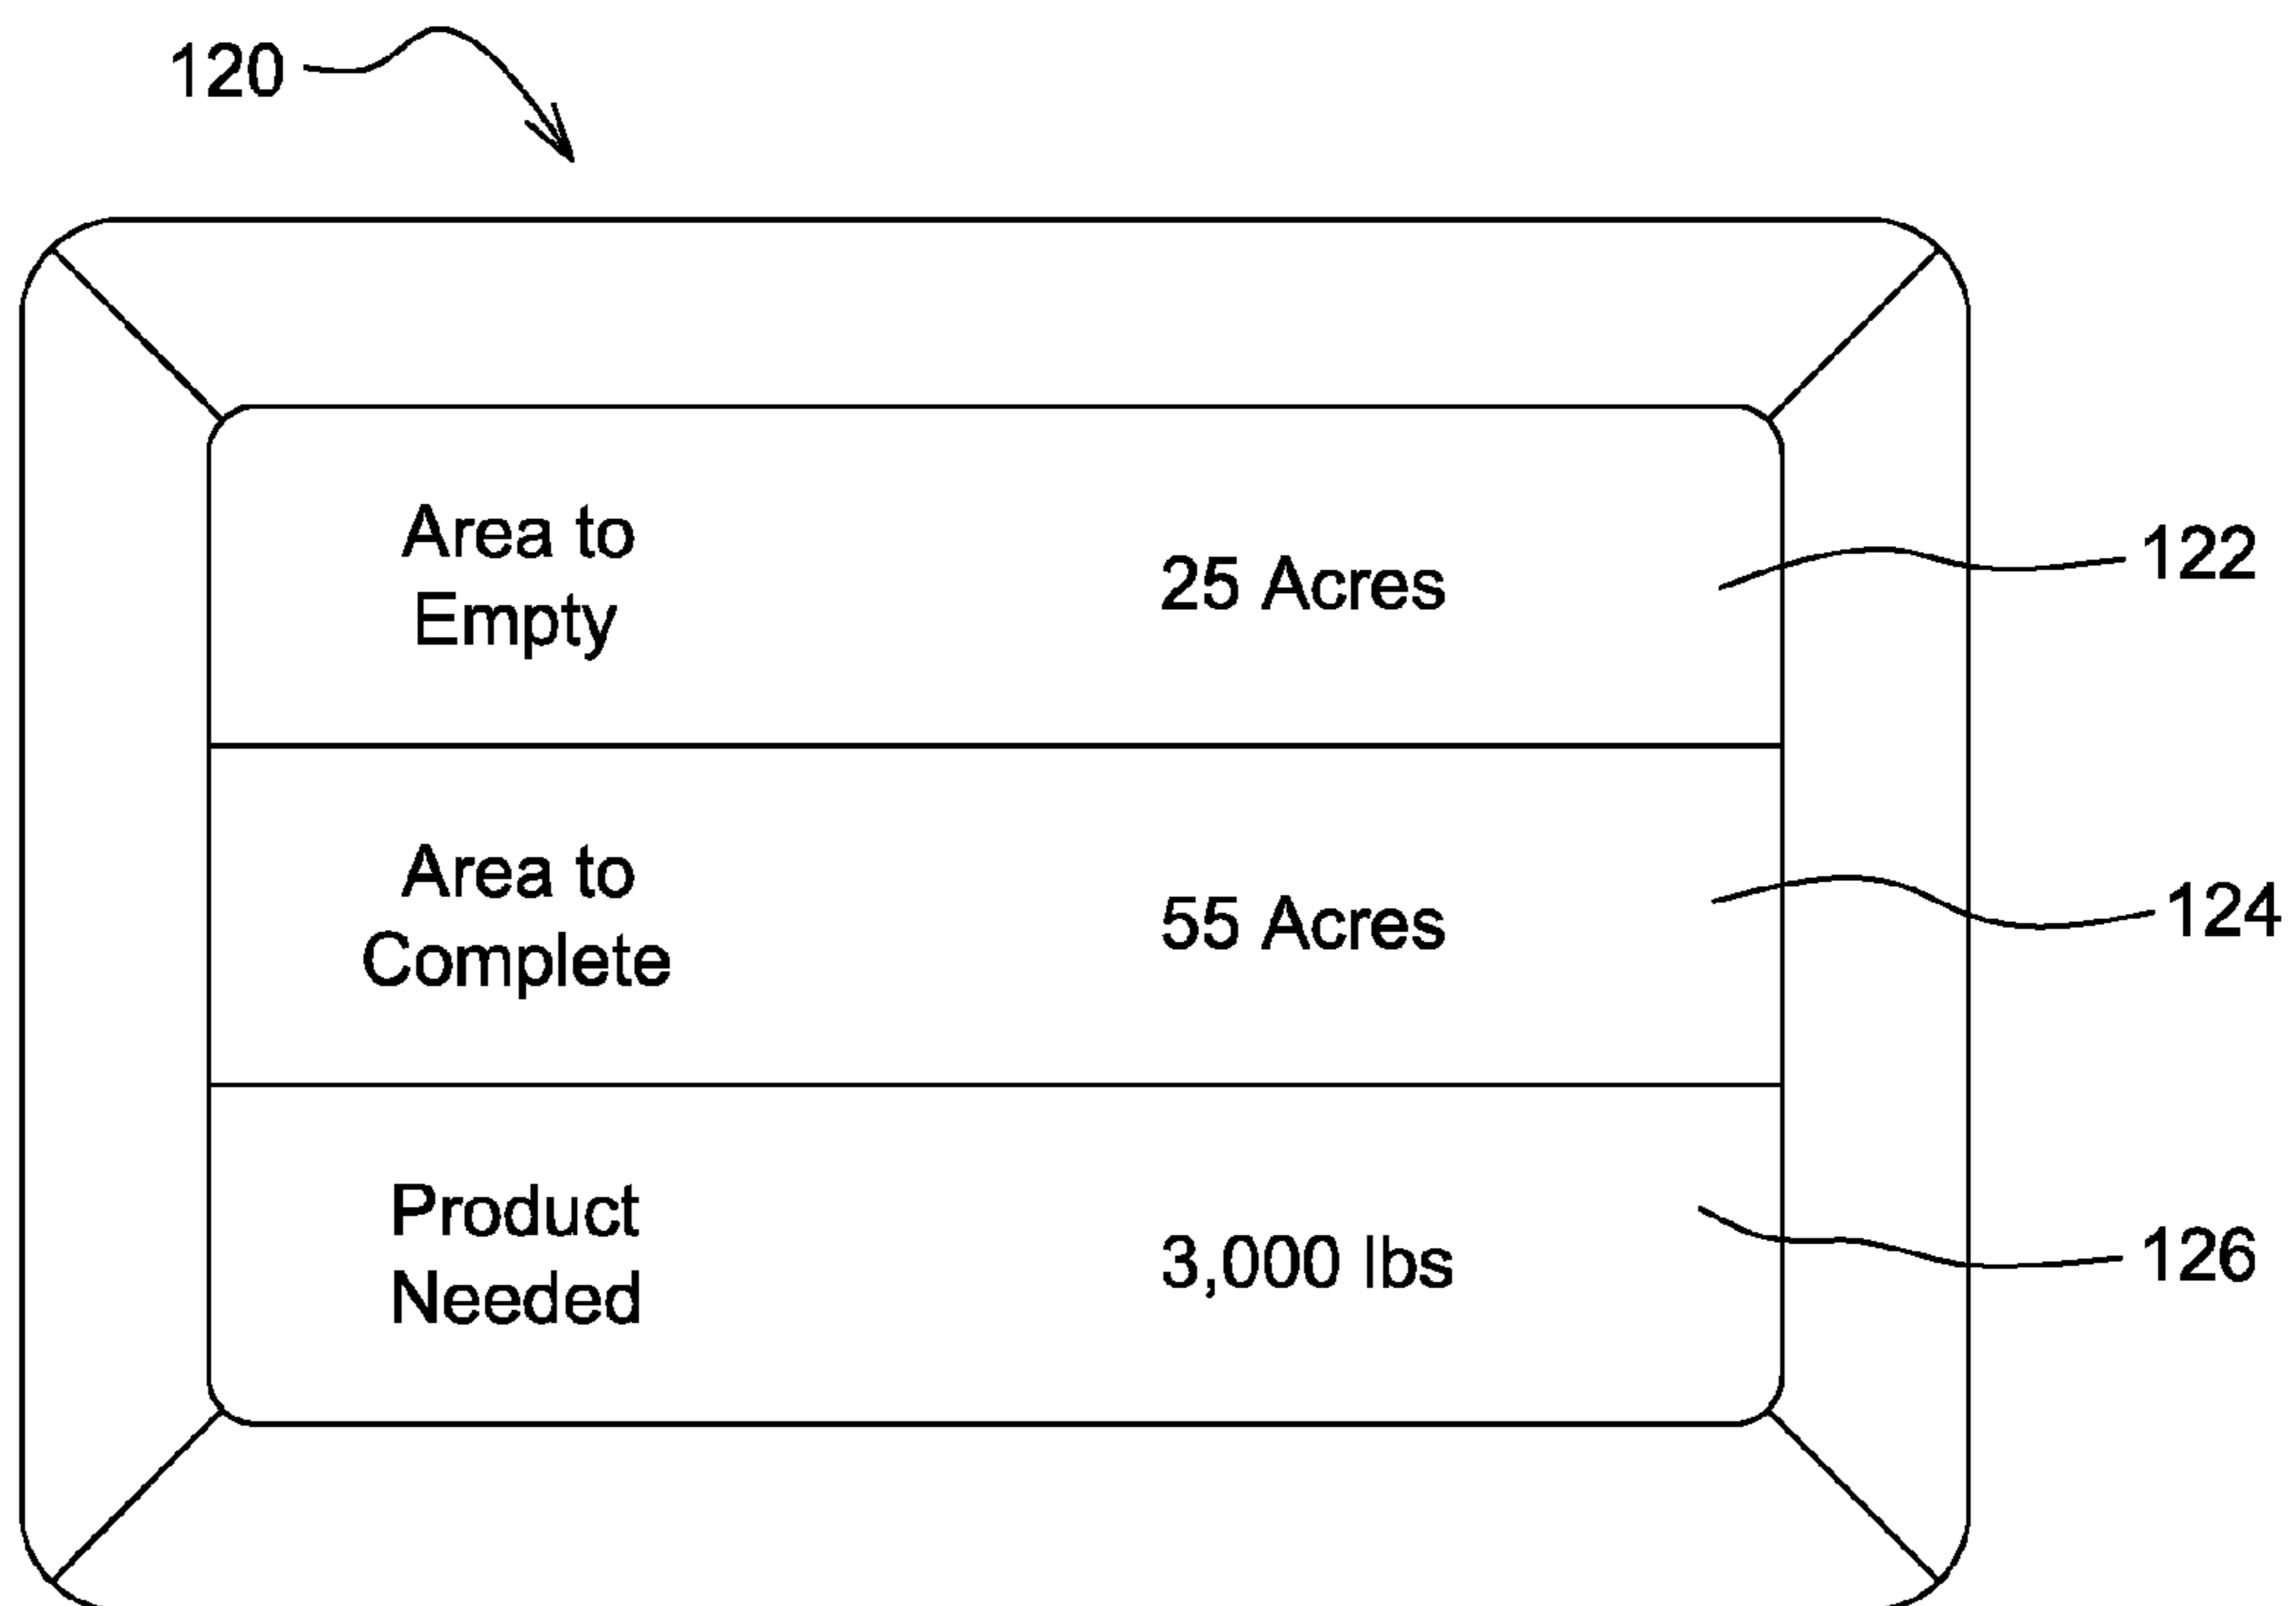 120
Area to
Empty
25 Acres
122
Area to
Complete
55 Acres
124
Product
Needed
3,000 lbs
126